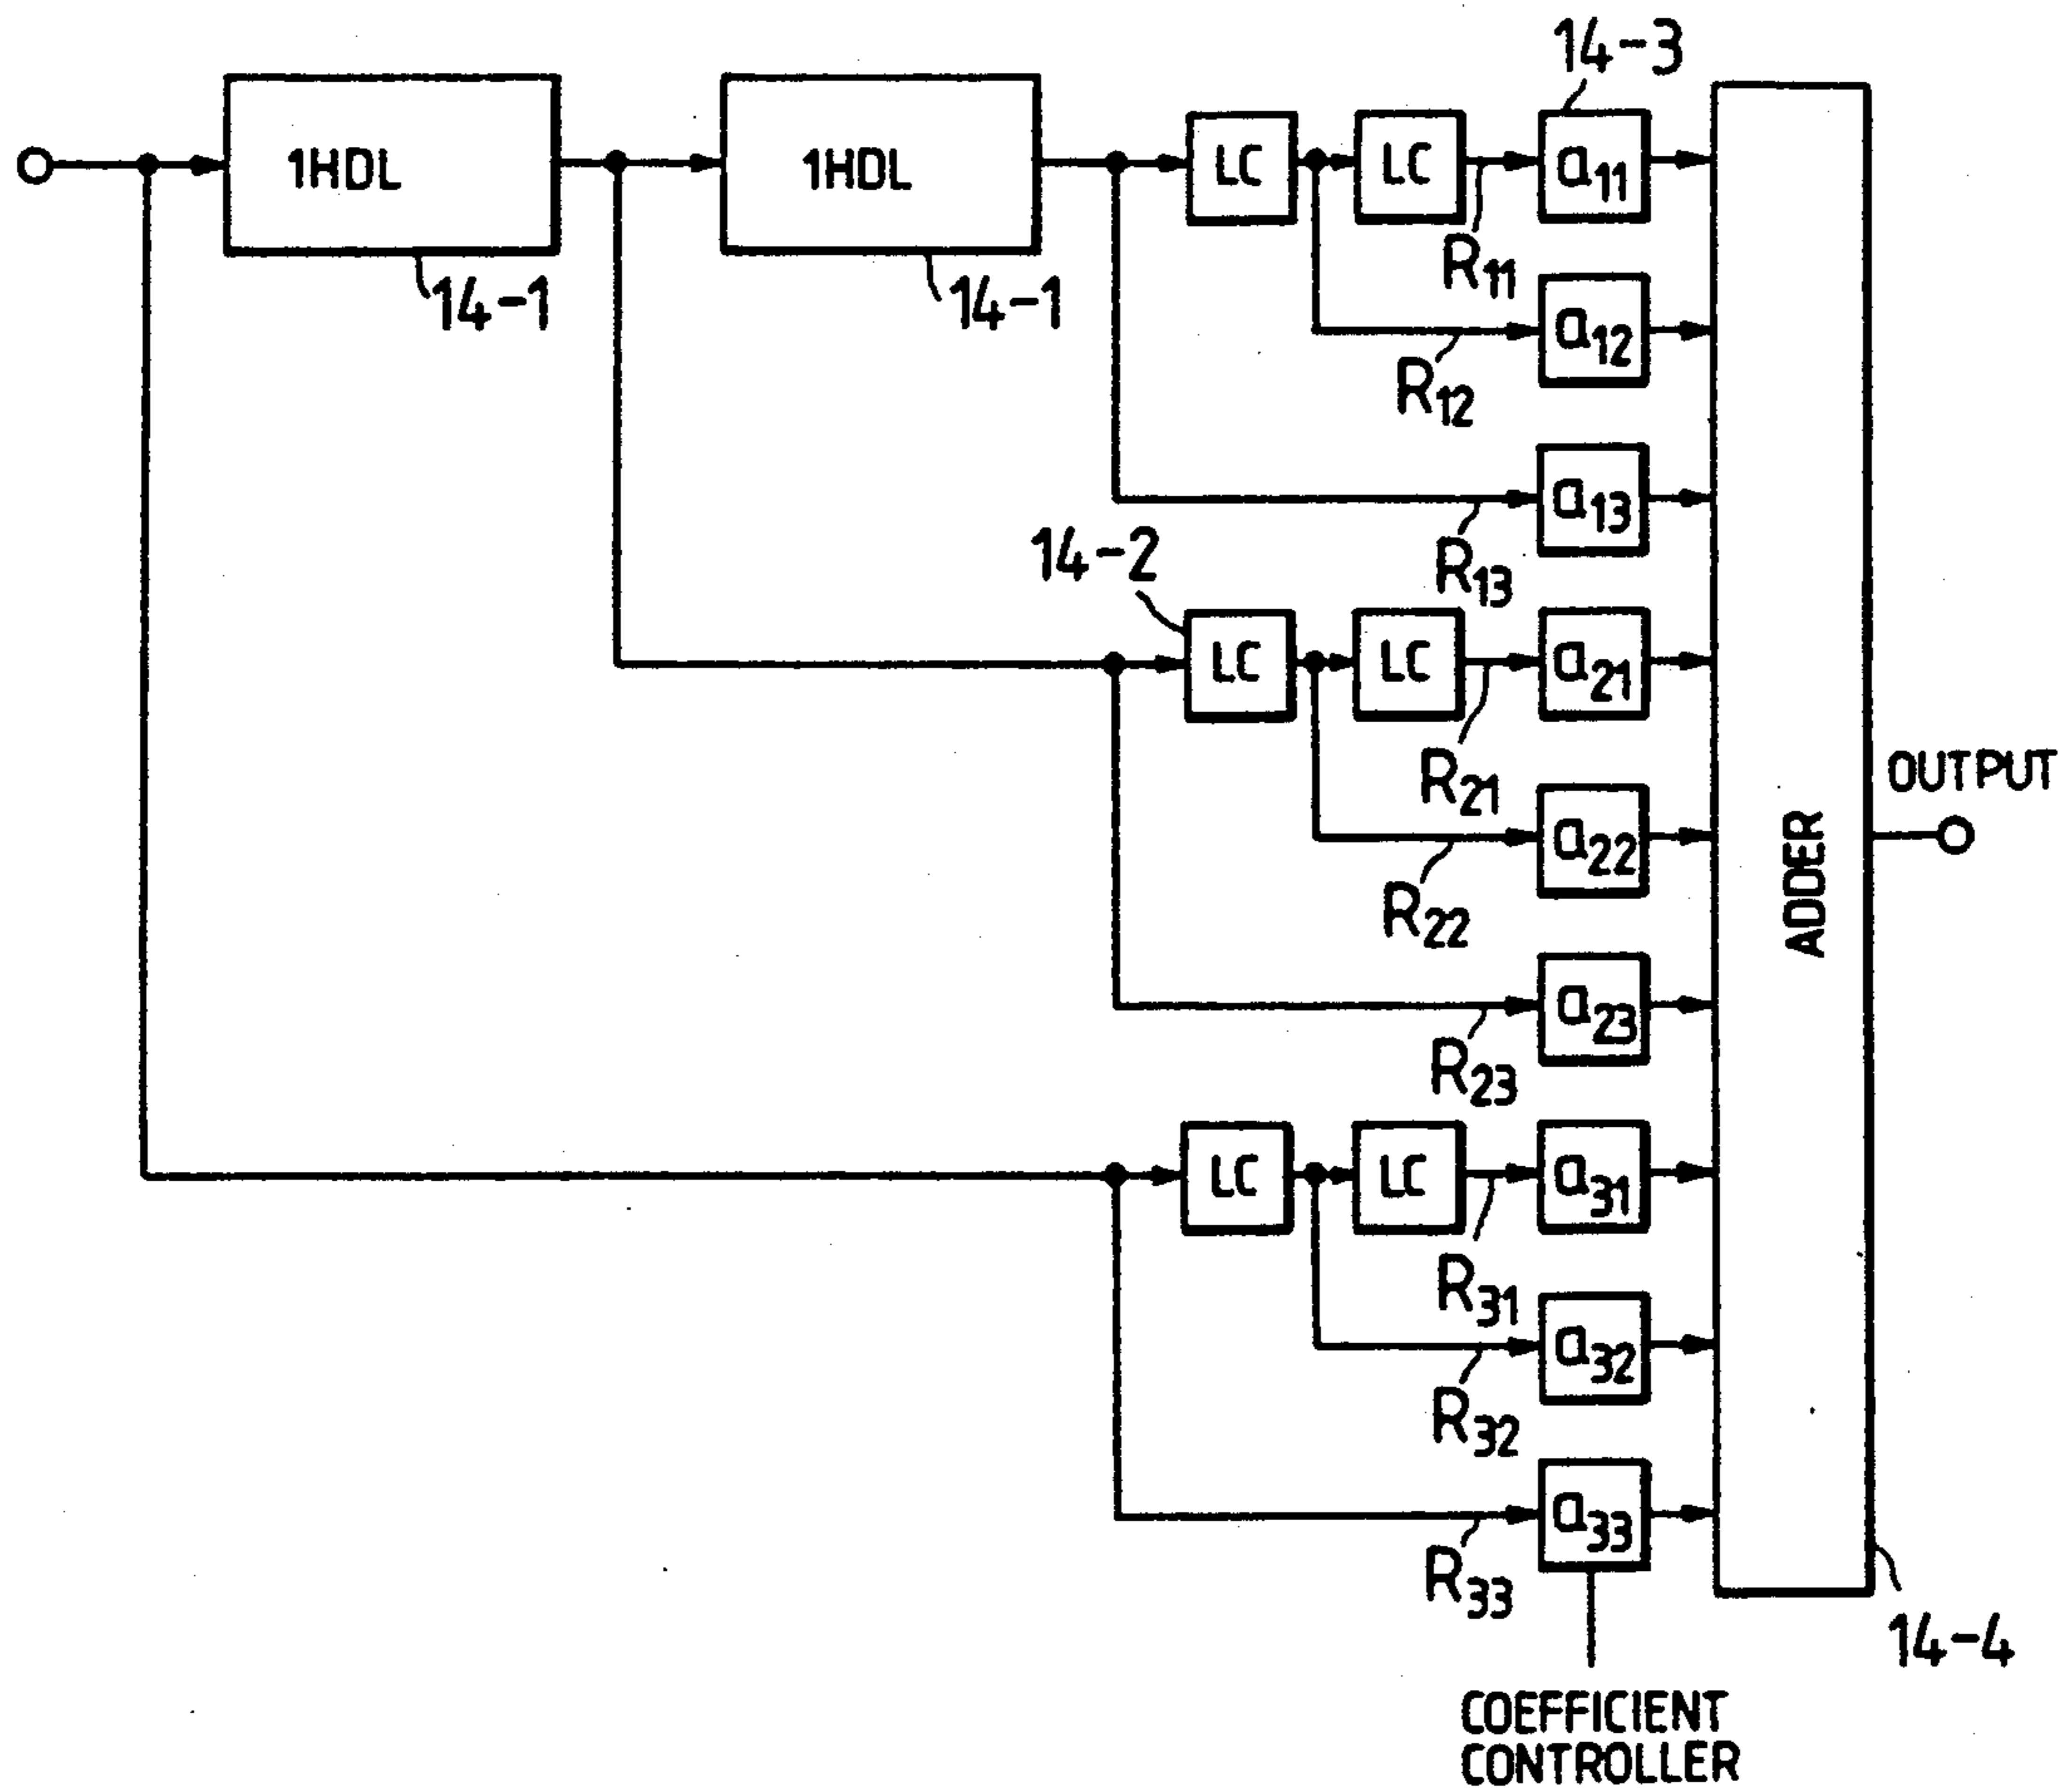 14-3
1HDL
1HDL
LC
LC
a11
R11
14-1
14-1
a12
R12
a13
R13
14-2
LC
LC
a21
R21
OUTPUT
a22
R22
ADDER
a23
R23
LC
LC
a31
R31
a32
R32
a33
R33
14-4
COEFFICIENT
CONTROLLER